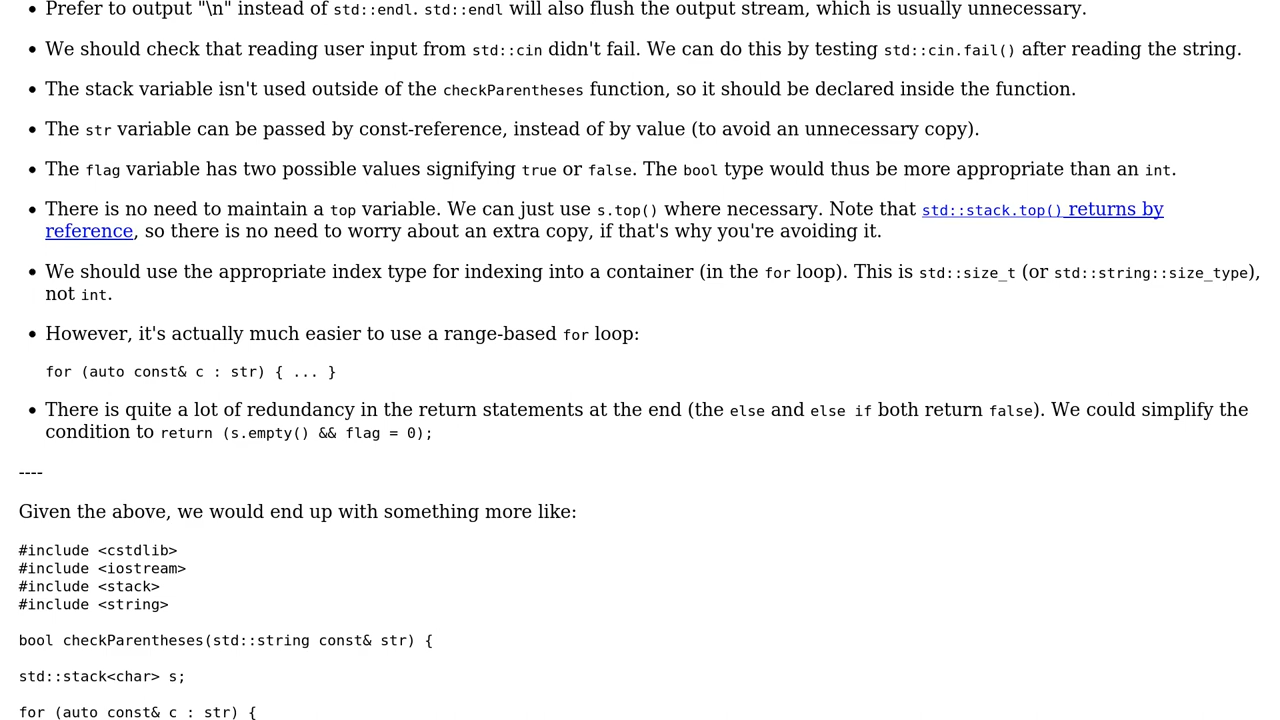 • Prefer to output "\n" instead of std::endl. std::endl will also flush the output stream, which is usually unnecessary.
• We should check that reading user input from std::cin didn't fail. We can do this by testing std::cin.fail() after reading the string.
• The stack variable isn't used outside of the checkParentheses function, so it should be declared inside the function.
• The str variable can be passed by const-reference, instead of by value (to avoid an unnecessary copy).
• The flag variable has two possible values signifying true or false. The bool type would thus be more appropriate than an int.
• There is no need to maintain a top variable. We can just use s.top() where necessary. Note that std::stack.top() returns by
reference, so there is no need to worry about an extra copy, if that's why you're avoiding it.
• We should use the appropriate index type for indexing into a container (in the for loop). This is std::size_t (or std::string::size_type),
not int.
• However, it's actually much easier to use a range-based for loop:
for (auto const& c : str) { ... }
• There is quite a lot of redundancy in the return statements at the end (the else and else if both return false). We could simplify the
condition to return (s.empty() && flag = 0);
----
Given the above, we would end up with something more like:
#include <cstdlib>
#include <iostream>
#include <stack>
#include <string>
bool checkParentheses(std::string const& str) {
std::stack<char> s;
for (auto const& c : str) {